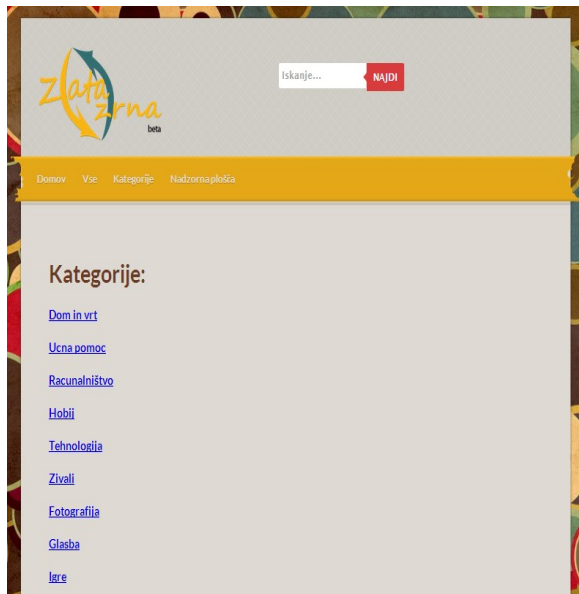 zlata
zrna
beta
Iskanje...
NAJDI
Domov Vse Kategorije Nadzorna plošča
Kategorije:
Dom in vrt
Ucna pomoc
Racunalništvo
Hobij
Tehnologija
Zivali
Fotografija
Glasba
Igre